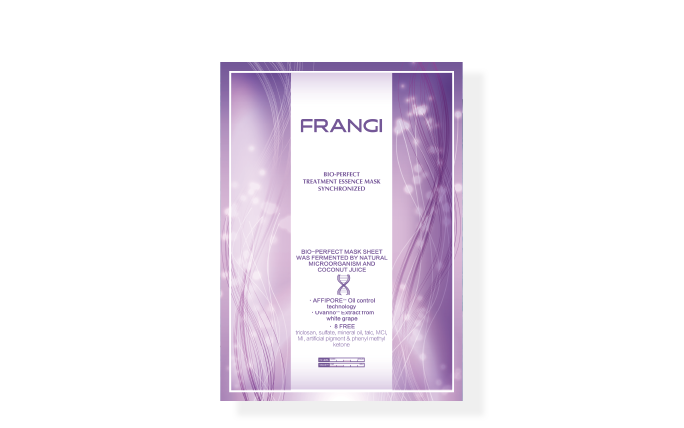 FRANGI
BIO-PERFECT
TREATMENT ESSENCE MASK
SYNCHRONIZED
BIO-PERFECT MASK SHEET
WAS FERMENTED BY NATURAL
MICROORGANISM AND
COCONUT JUICE
· AFFIPORE™ Oil control
technology
· Uvanno™ Extract from
white grape
· 8 FREE
triclosan, sulfate, mineral oil, talc, MCI,
MI, artificial pigment & phenyl methyl
ketone